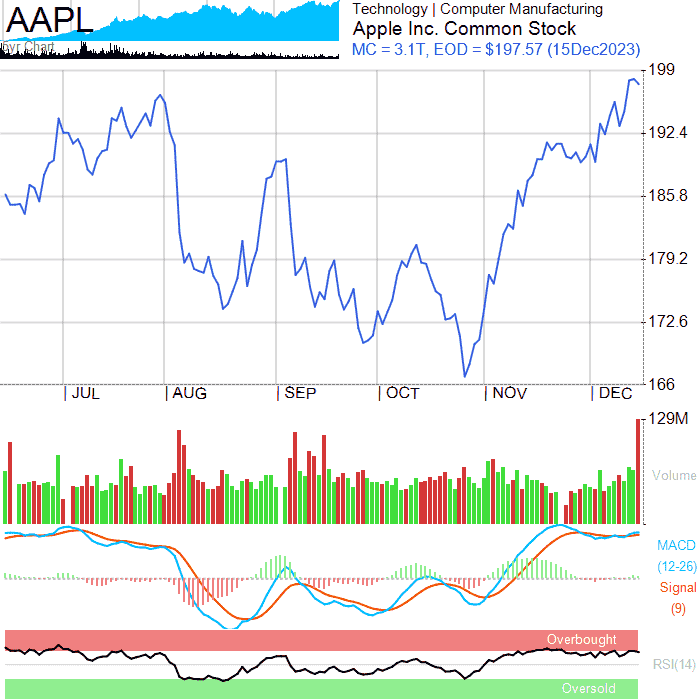 AAPL
Technology | Computer Manufacturing
Apple Inc. Common Stock
MC = 3.1T, EOD = $197.57 (15Dec2023)
Chart
199
192.4
185.8
179.2
172.6
166
| JUL | AUG | SEP | OCT | NOV | DEC
129M
Volume
MACD
(12-26)
Signal
(9)
Overbought
RSI(14)
Oversold